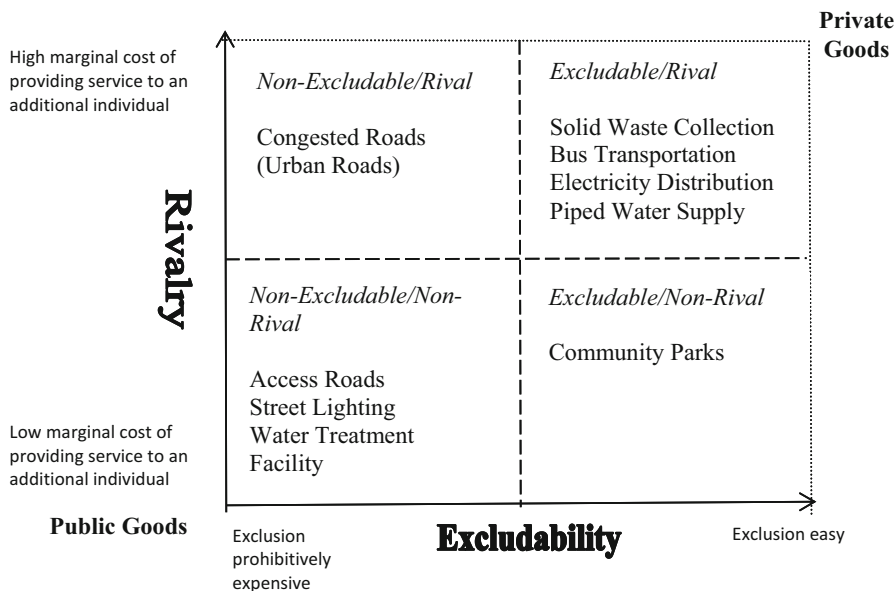 Private
Goods
High marginal cost of
providing service to an
additional individual
Non-Excludable/Rival
Congested Roads
(Urban Roads)
Excludable/Rival
Solid Waste Collection
Bus Transportation
Electricity Distribution
Piped Water Supply
Rivalry
Non-Excludable/Non-
Rival
Access Roads
Street Lighting
Water Treatment
Facility
Excludable/Non-Rival
Community Parks
Low marginal cost of
providing service to an
additional individual
Public Goods
Exclusion
prohibitively
expensive
Excludability
Exclusion easy